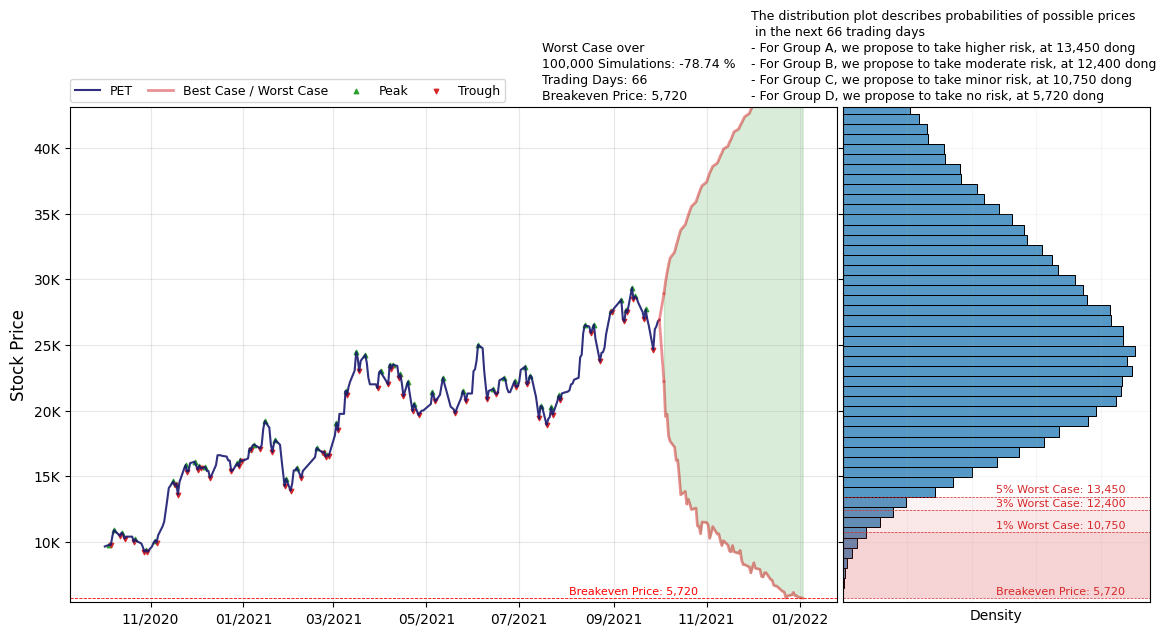 The distribution plot describes probabilities of possible prices
in the next 66 trading days
- For Group A, we propose to take higher risk, at 13,450 dong
- For Group B, we propose to take moderate risk, at 12,400 dong
- For Group C, we propose to take minor risk, at 10,750 dong
- For Group D, we propose to take no risk, at 5,720 dong
Worst Case over
100,000 Simulations: -78.74 %
Trading Days: 66
Breakeven Price: 5,720
PET
Best Case / Worst Case
Peak
Trough
Stock Price
40K
35K
30K
25K
20K
15K
10K
11/2020
01/2021
03/2021
05/2021
07/2021
09/2021
11/2021
01/2022
Breakeven Price: 5,720
5% Worst Case: 13,450
3% Worst Case: 12,400
1% Worst Case: 10,750
Breakeven Price: 5,720
Density